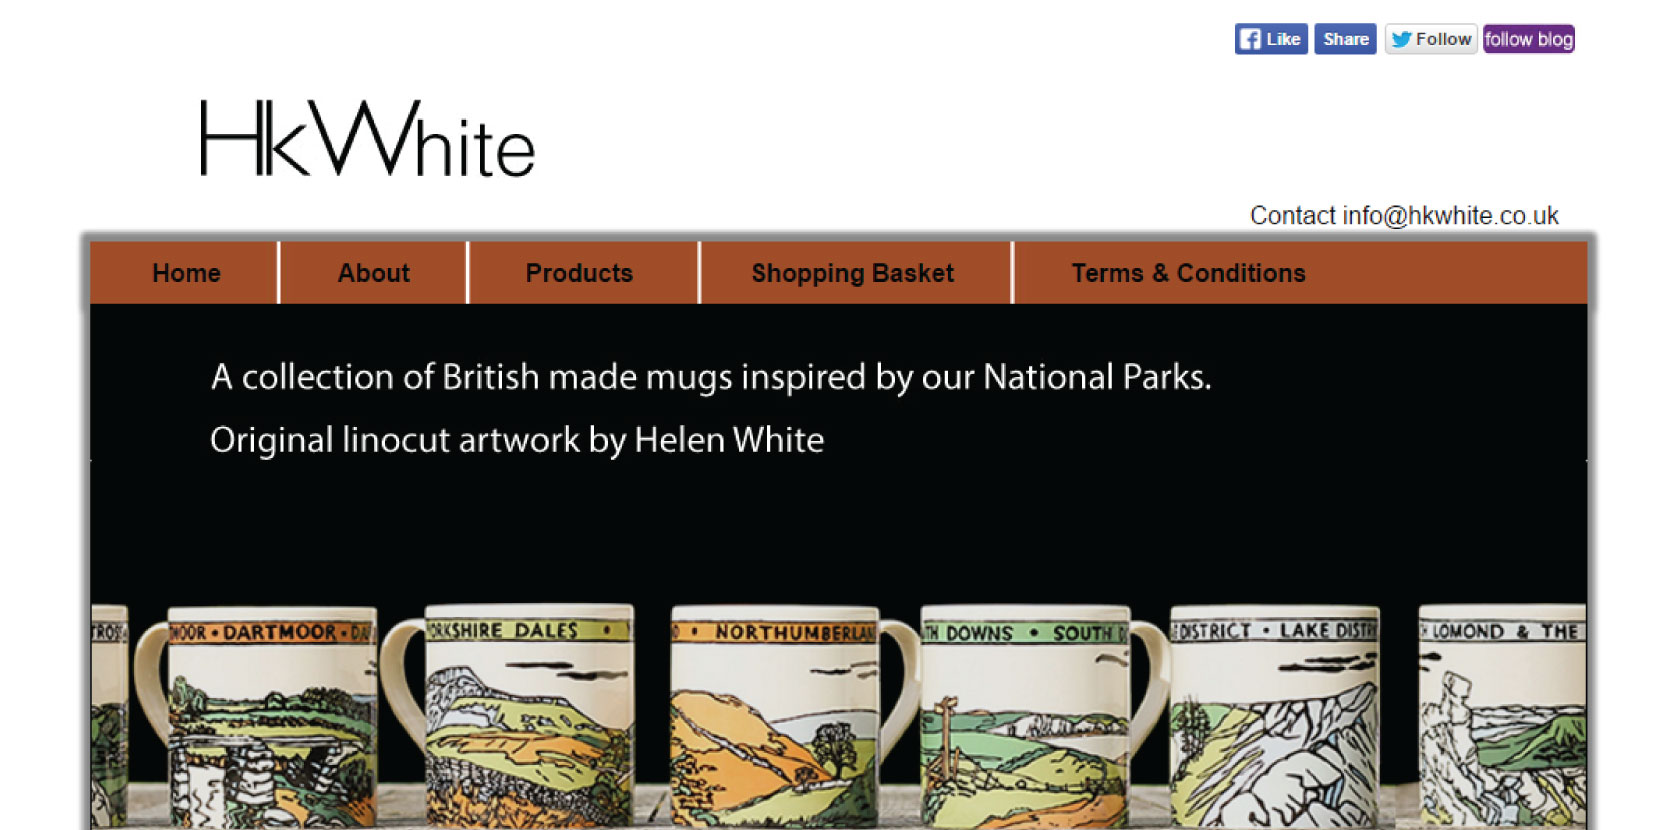 Like Share Follow follow blog
HkWhite
Contact info@hkwhite.co.uk
Home About Products Shopping Basket Terms & Conditions
A collection of British made mugs inspired by our National Parks.
Original linocut artwork by Helen White
MOOR • DARTMOOR • DA
ORKSHIRE DALES •
• NORTHUMBERLAN
TH DOWNS • SOUTH D
E DISTRICT • LAKE DISTR
LOMOND & THE